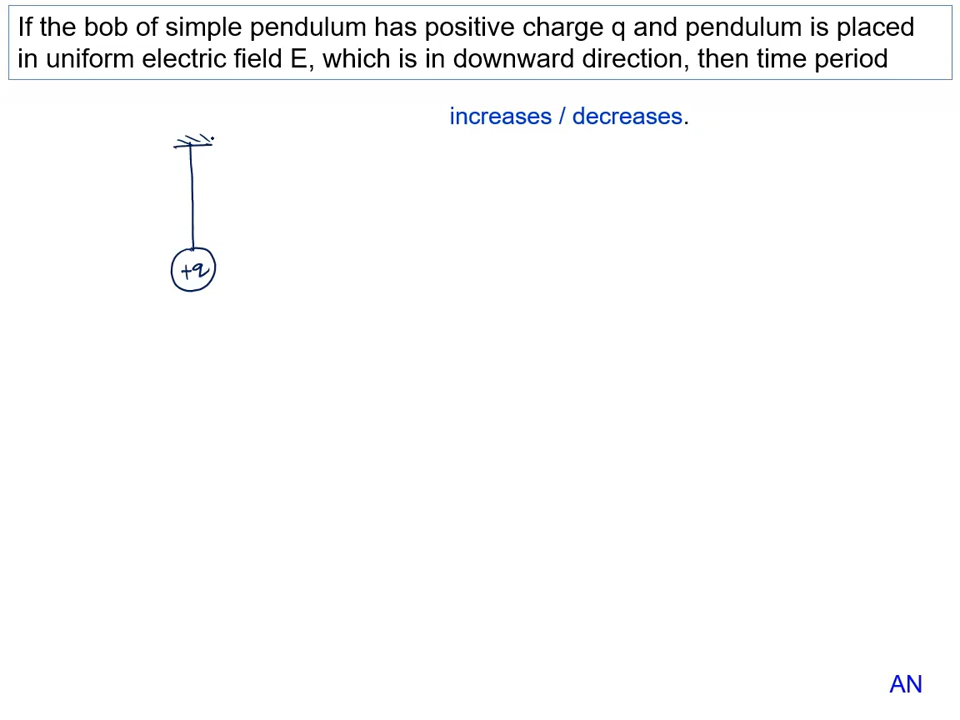 If the bob of simple pendulum has positive charge q and pendulum is placed
in uniform electric field E, which is in downward direction, then time period
increases / decreases.
+q
AN